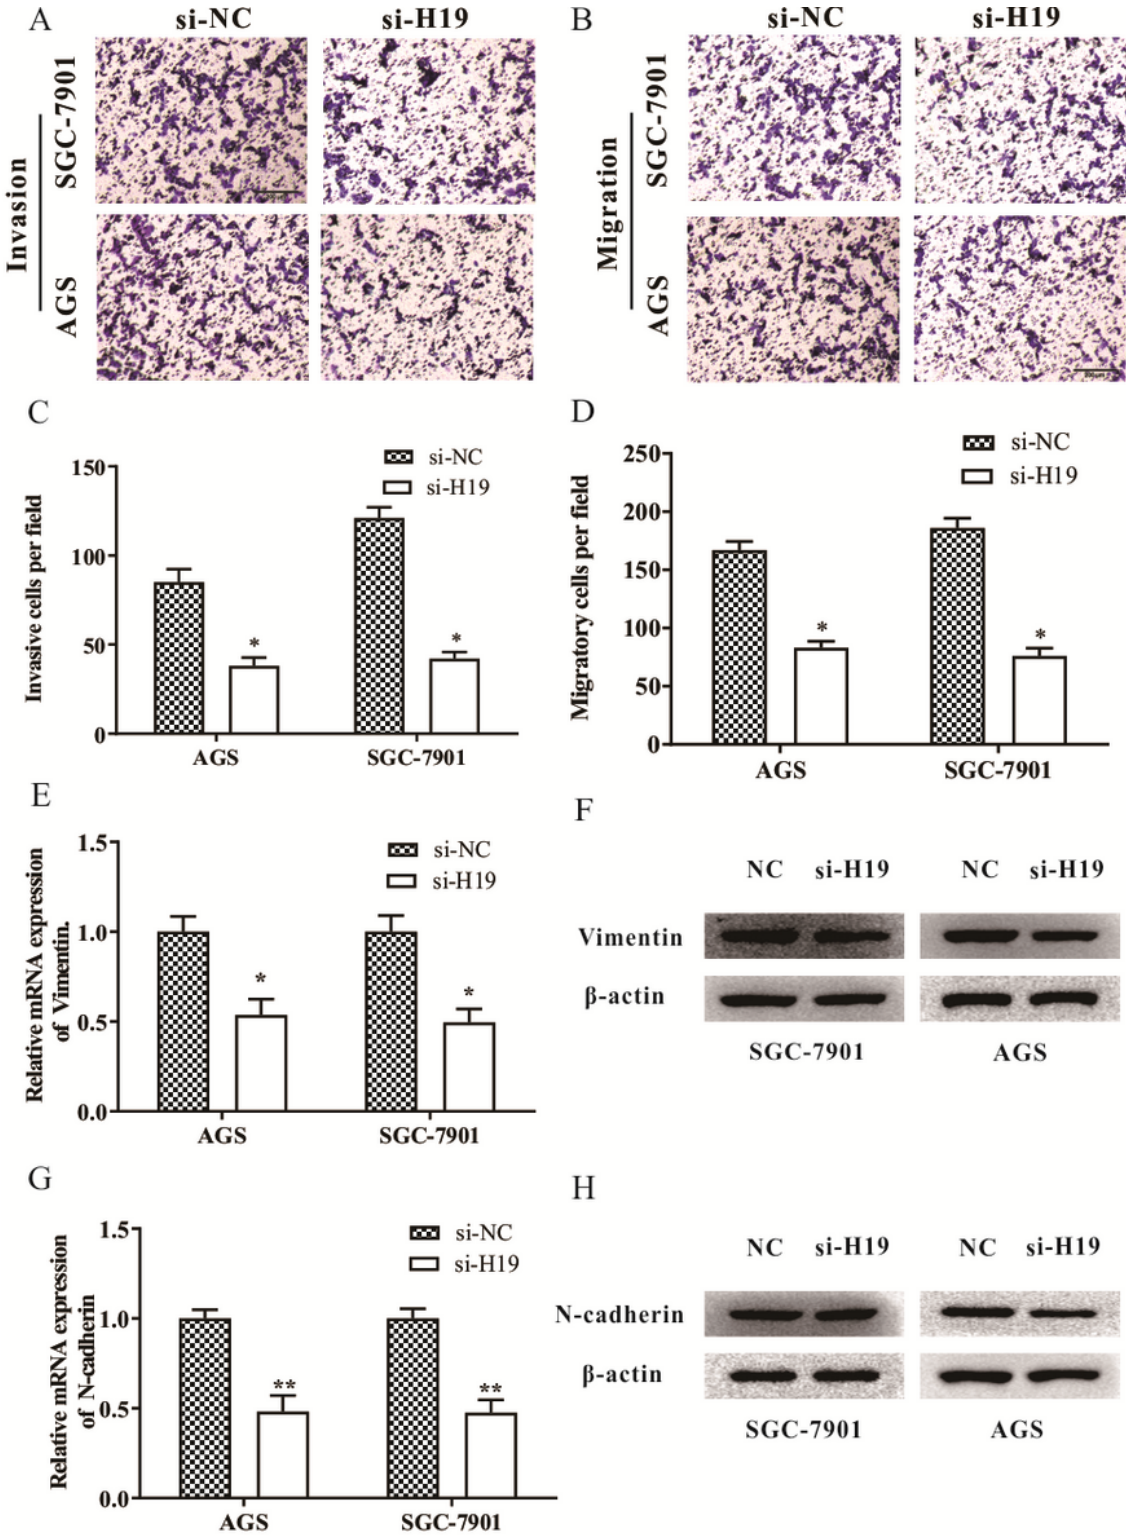 A
si-NC
si-H19
B
si-NC
si-H19
Invasion
SGC-7901
AGS
Migration
SGC-7901
AGS
C
Invasive cells per field
150
100
50
0
si-NC
si-H19
*
*
AGS
SGC-7901
D
Migratory cells per field
250
200
150
100
50
0
si-NC
si-H19
*
*
AGS
SGC-7901
E
Relative mRNA expression
of Vimentin.
1.5
1.0
0.5
0.0
si-NC
si-H19
*
*
AGS
SGC-7901
F
NC si-H19 NC si-H19
Vimentin
β-actin
SGC-7901 AGS
G
Relative mRNA expression
of N-cadherin
1.5
1.0
0.5
0.0
si-NC
si-H19
**
**
AGS
SGC-7901
H
NC si-H19 NC si-H19
N-cadherin
β-actin
SGC-7901 AGS